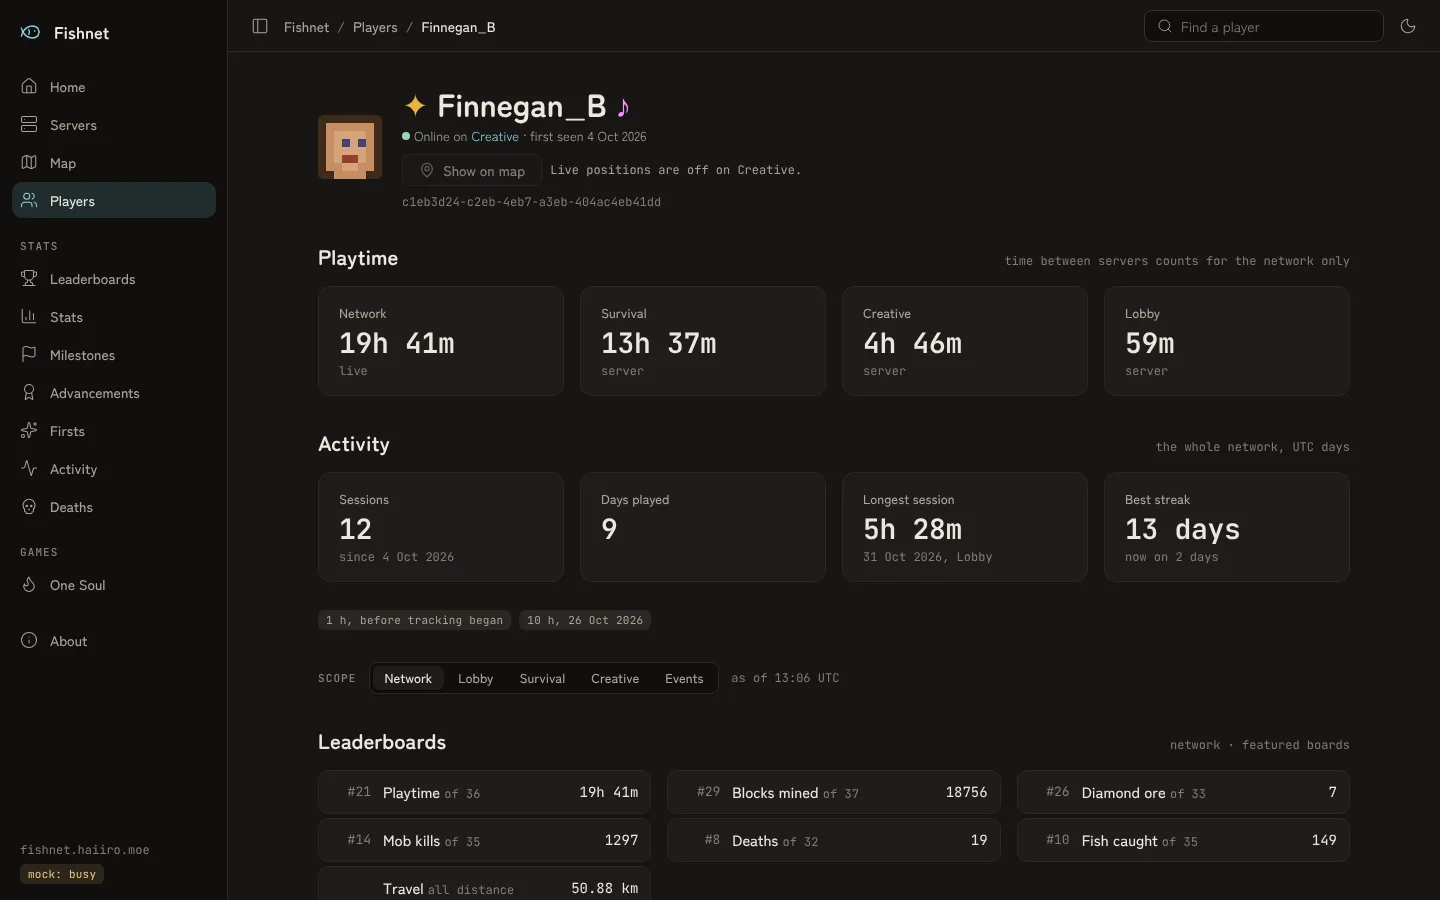 Fishnet
Home
Servers
Map
Players
STATS
Leaderboards
Stats
Milestones
Advancements
Firsts
Activity
Deaths
GAMES
One Soul
About
fishnet.haiiro.moe
mock: busy
Fishnet / Players / Finnegan_B
Find a player
✦ Finnegan_B ♪
Online on Creative · first seen 4 Oct 2026
Show on map Live positions are off on Creative.
c1eb3d24-c2eb-4eb7-a3eb-404ac4eb41dd
Playtime
time between servers counts for the network only
Network
19h 41m
live
Survival
13h 37m
server
Creative
4h 46m
server
Lobby
59m
server
Activity
the whole network, UTC days
Sessions
12
since 4 Oct 2026
Days played
9
Longest session
5h 28m
31 Oct 2026, Lobby
Best streak
13 days
now on 2 days
1 h, before tracking began
10 h, 26 Oct 2026
SCOPE Network Lobby Survival Creative Events as of 13:06 UTC
Leaderboards
network · featured boards
#21 Playtime of 36 19h 41m
#29 Blocks mined of 37 18756
#26 Diamond ore of 33 7
#14 Mob kills of 35 1297
#8 Deaths of 32 19
#10 Fish caught of 35 149
Travel all distance 50.88 km